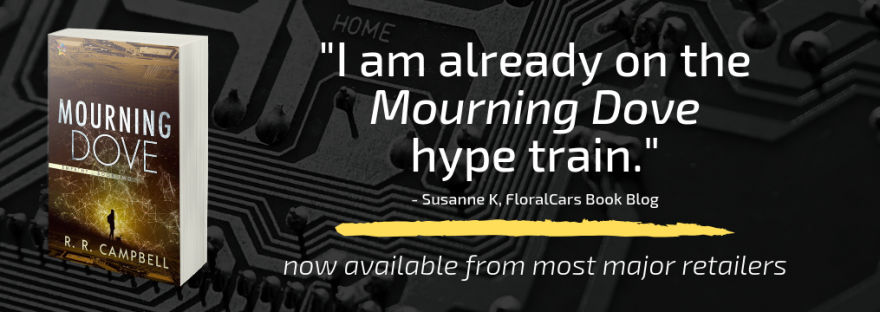 HOME
"I am already on the
Mourning Dove
hype train."
- Susanne K, FloralCars Book Blog
now available from most major retailers
MOURNING
DOVE
R. R. CAMPBELL